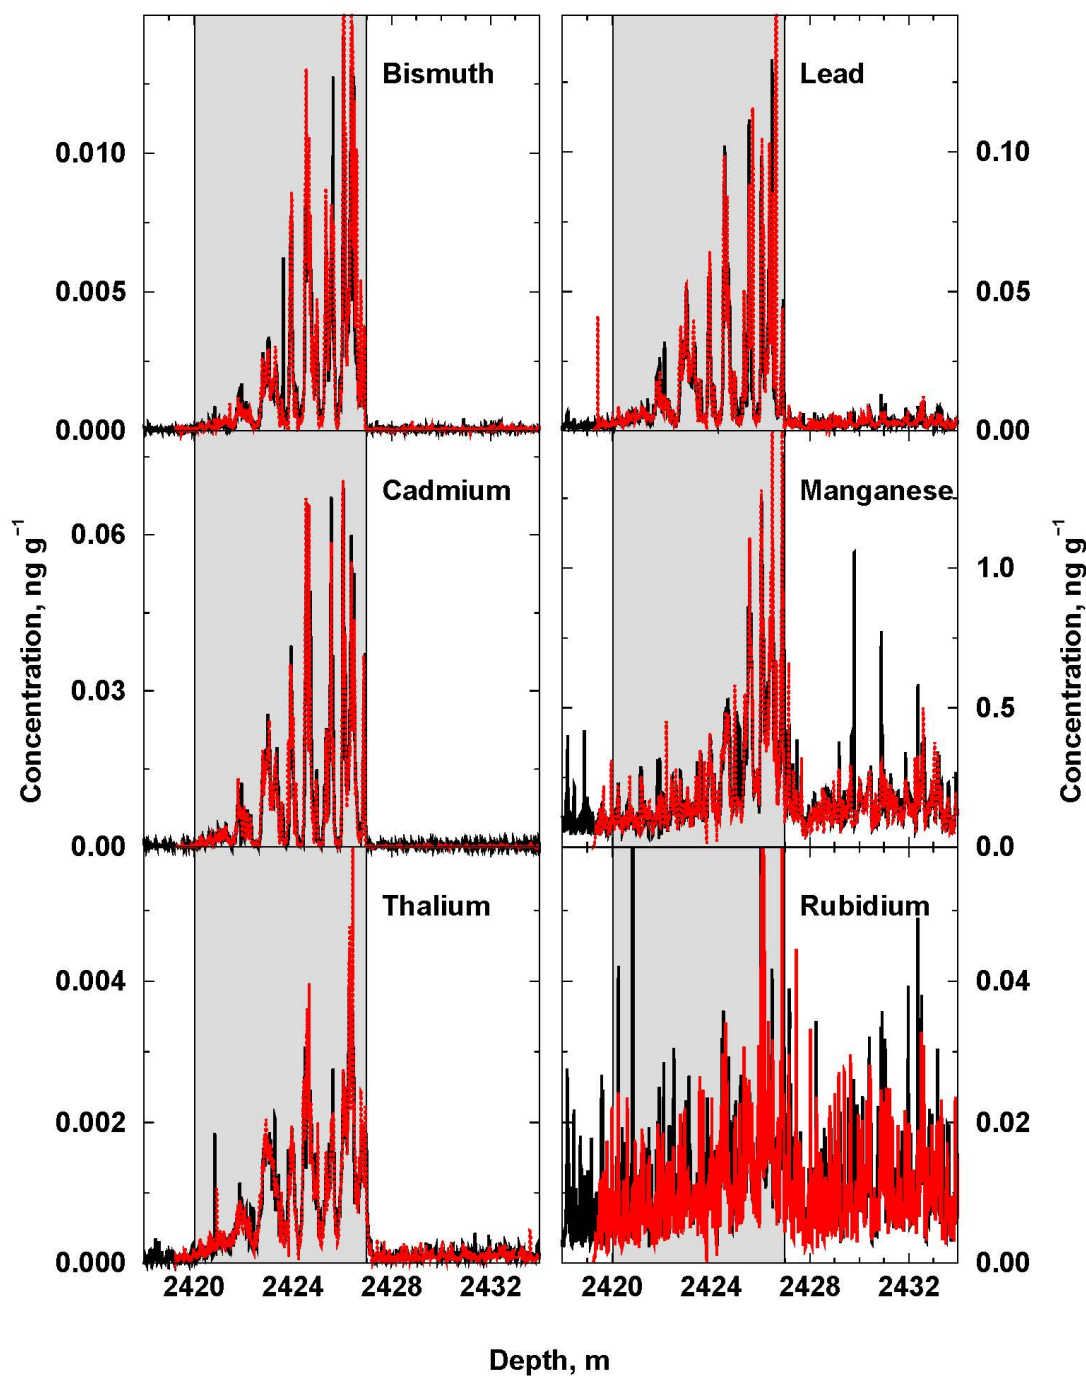 Bismuth
Lead
0.010
0.10
0.005
0.05
0.000
0.00
Cadmium
Manganese
0.06
1.0
0.03
0.5
0.00
0.0
Thalium
Rubidium
0.004
0.04
0.002
0.02
0.000
0.00
2420 2424 2428 2432
2420 2424 2428 2432
Concentration, ng g⁻¹
Concentration, ng g⁻¹
Depth, m